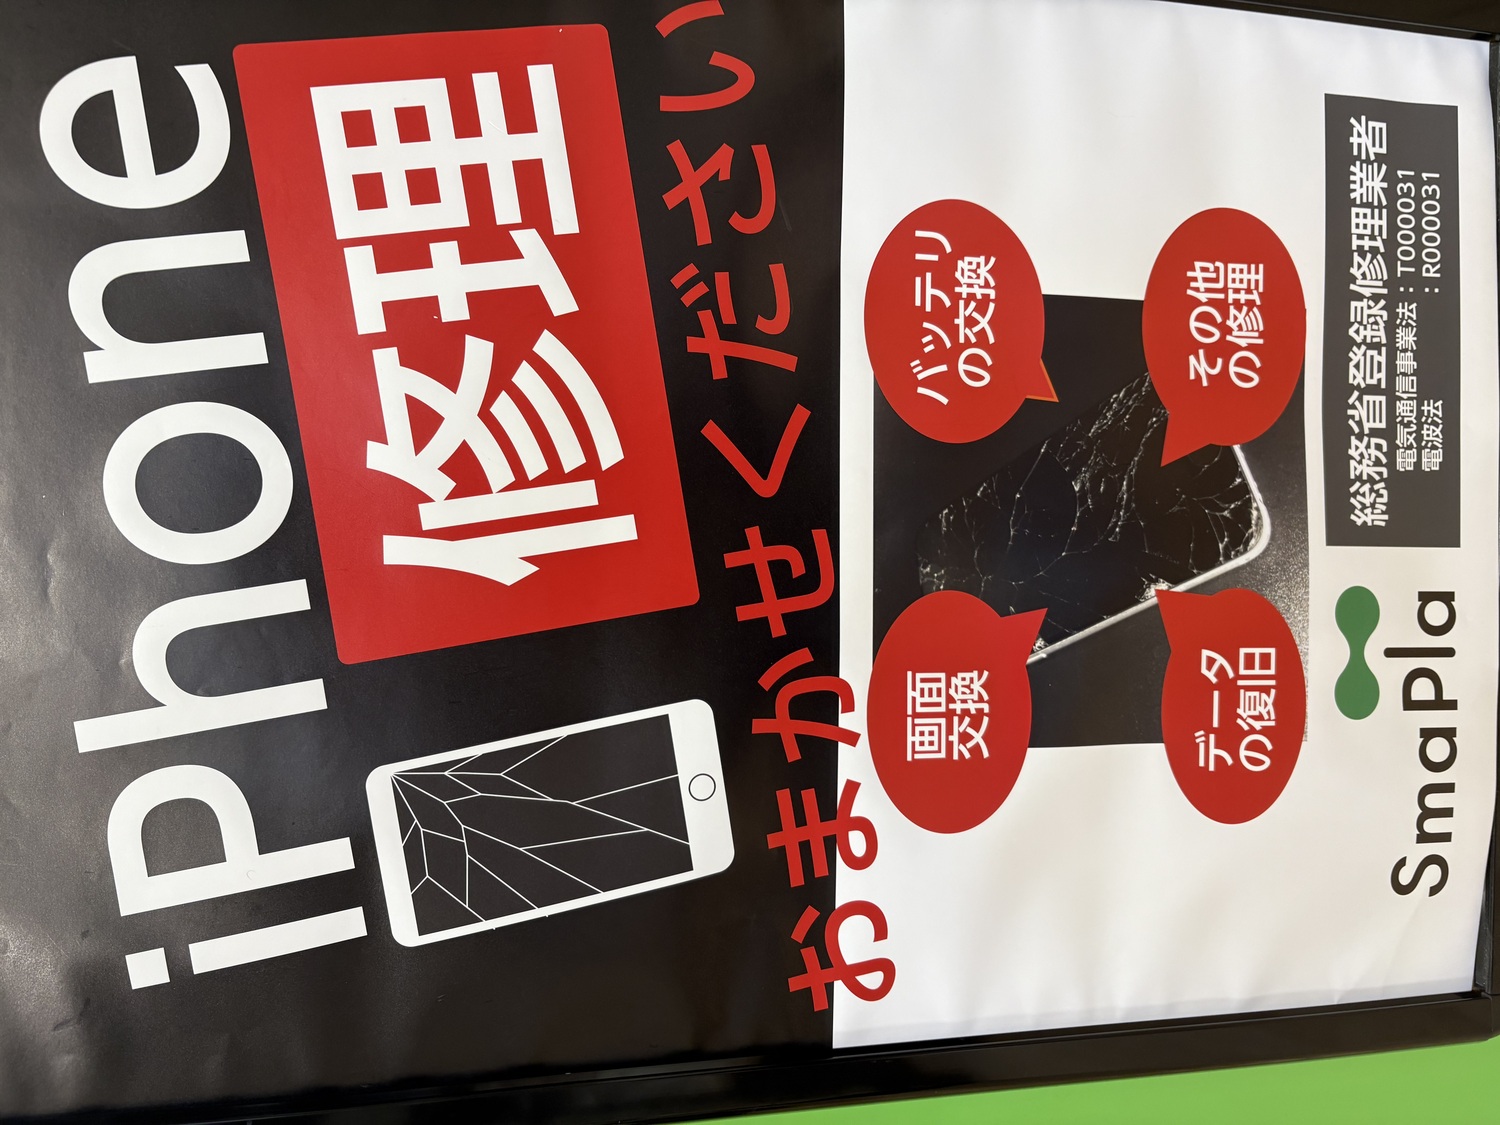 iPhone
修理
おまかせください
画面
交換
バッテリ
の交換
データ
の復旧
その他
の修理
SmaPla
総務省登録修理業者
電気通信事業法：T000031
電波法　　　　：R000031